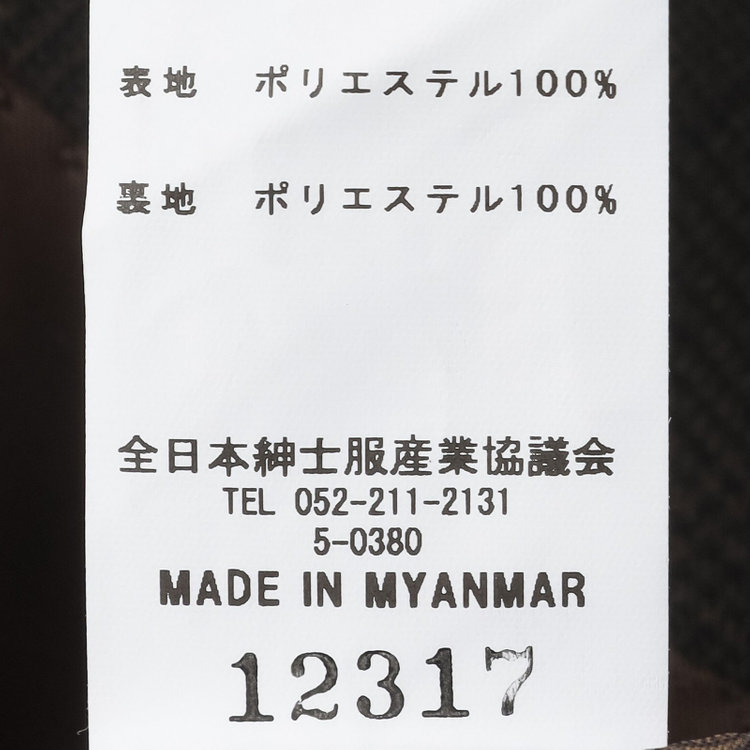 表地　ポリエステル100%
裏地　ポリエステル100%
全日本紳士服産業協議会
TEL 052-211-2131
5-0380
MADE IN MYANMAR
12317